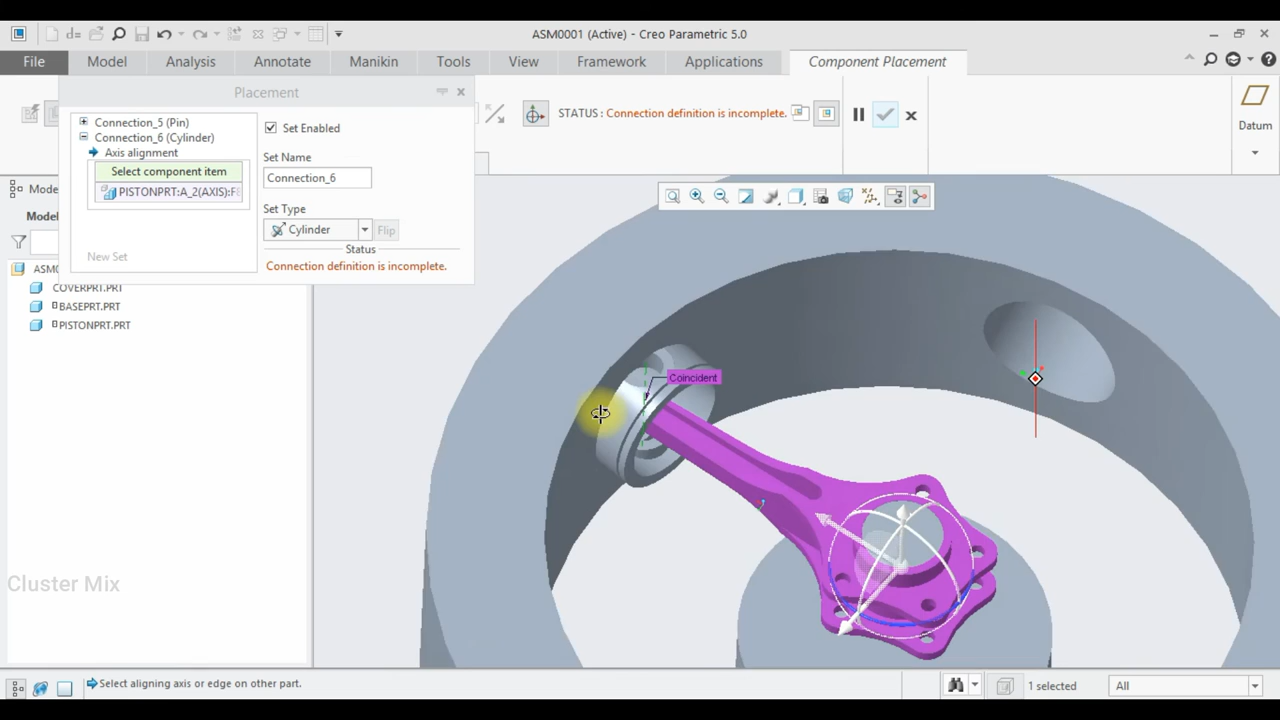 d=
ASM0001 (Active) - Creo Parametric 5.0
File Model Analysis Annotate Manikin Tools View Framework Applications Component Placement
Placement
STATUS : Connection definition is incomplete.
Datum
Connection_5 (Pin)
Connection_6 (Cylinder)
Axis alignment
Select component item
PISTONPRT:A_2(AXIS):F
New Set
Set Enabled
Set Name
Connection_6
Set Type
Cylinder
Flip
Status
Connection definition is incomplete.
Mode
Model
ASM0
COVERPRT.PRT
BASEPRT.PRT
PISTONPRT.PRT
Coincident
Cluster Mix
Select aligning axis or edge on other part.
1 selected
All